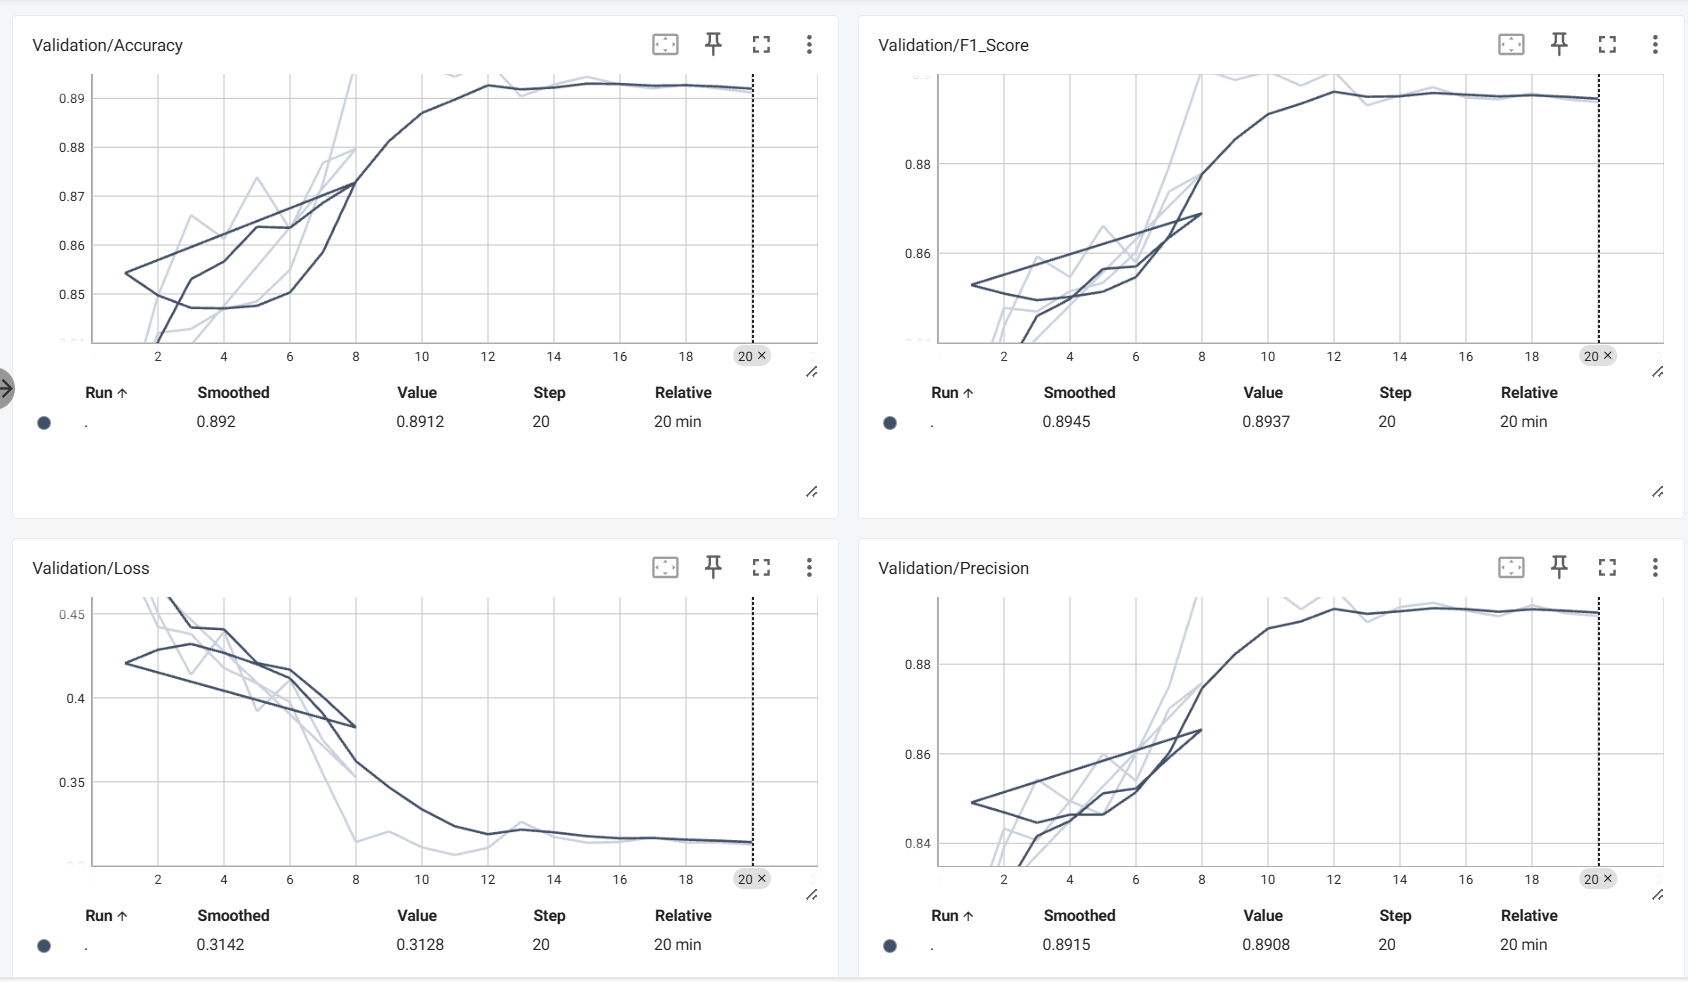 Validation/Accuracy
0.89
0.88
0.87
0.86
0.85
2 4 6 8 10 12 14 16 18 20 ×
Run ↑ Smoothed Value Step Relative
. 0.892 0.8912 20 20 min
Validation/F1_Score
0.88
0.86
2 4 6 8 10 12 14 16 18 20 ×
Run ↑ Smoothed Value Step Relative
. 0.8945 0.8937 20 20 min
Validation/Loss
0.45
0.4
0.35
2 4 6 8 10 12 14 16 18 20 ×
Run ↑ Smoothed Value Step Relative
. 0.3142 0.3128 20 20 min
Validation/Precision
0.88
0.86
0.84
2 4 6 8 10 12 14 16 18 20 ×
Run ↑ Smoothed Value Step Relative
. 0.8915 0.8908 20 20 min